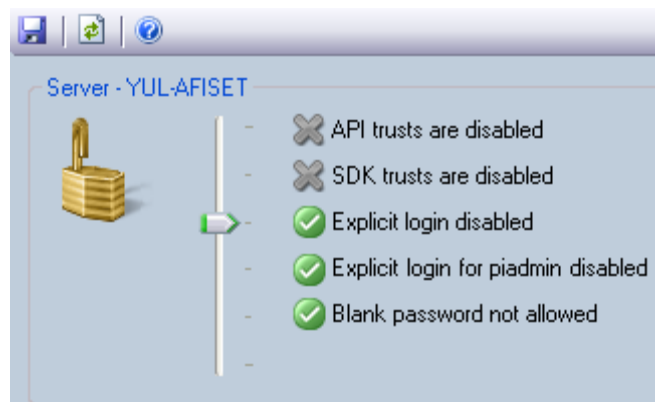 Server - YUL-AFISET
API trusts are disabled
SDK trusts are disabled
Explicit login disabled
Explicit login for piadmin disabled
Blank password not allowed